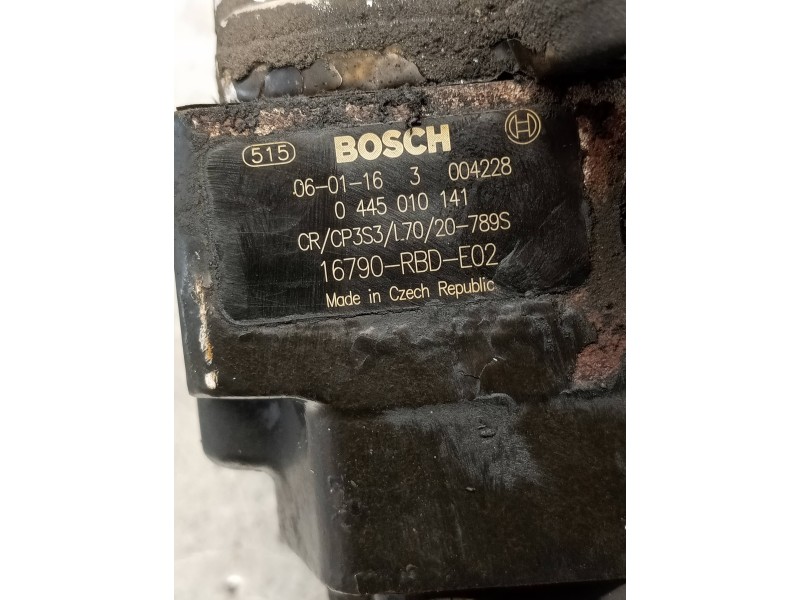 515 BOSCH
06-01-16 3 004228
0 445 010 141
CR/CP3S3/L70/20-789S
16790-RBD-E02
Made in Czech Republic